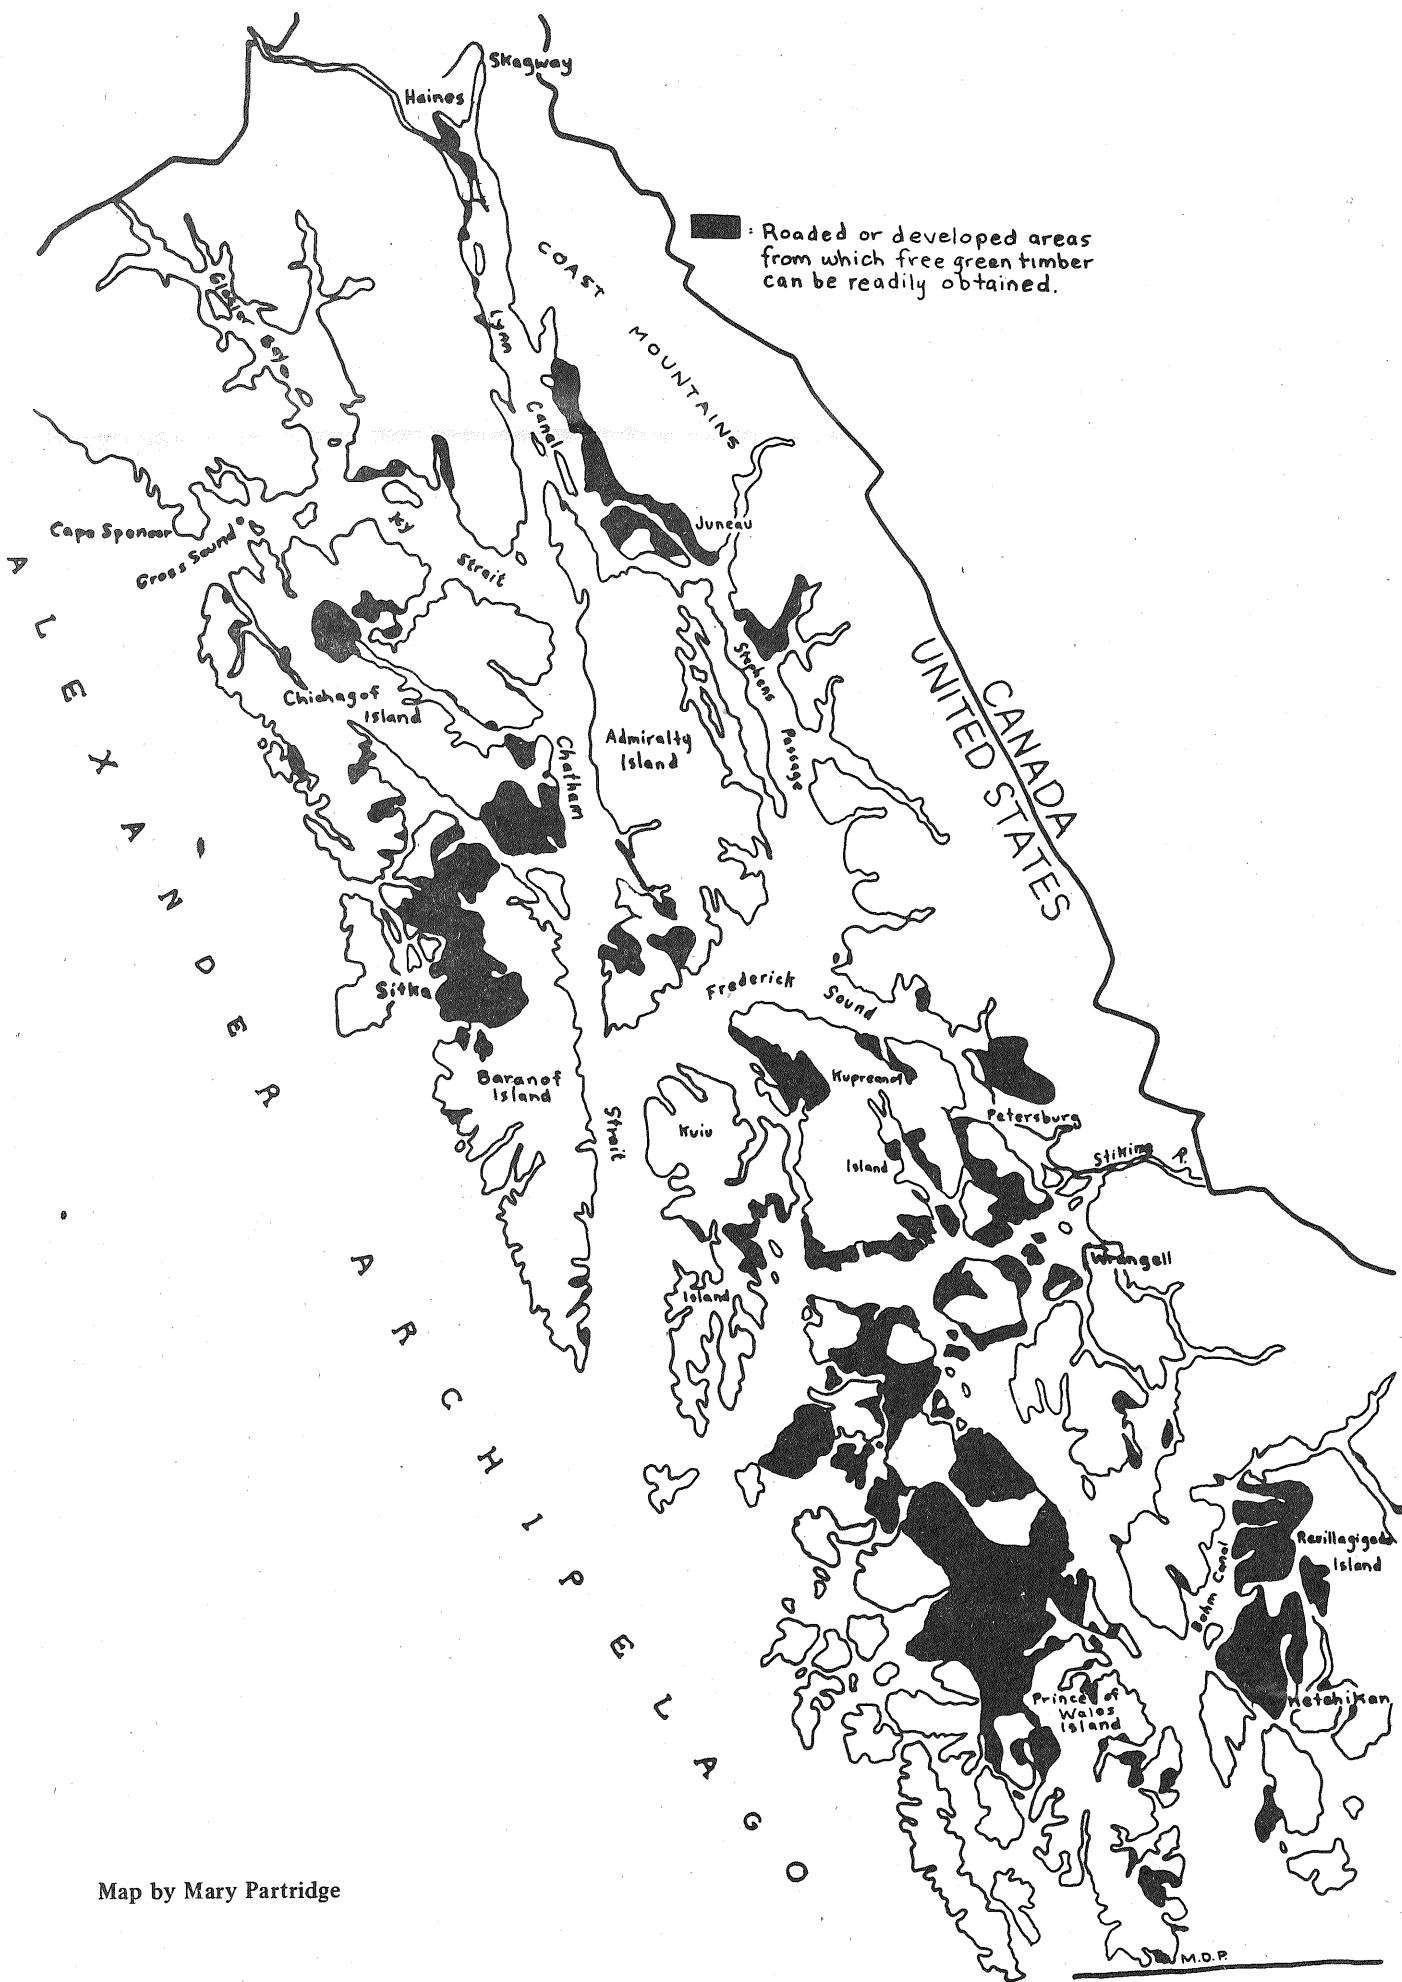 Skagway
Haines
: Roaded or developed areas
from which free green timber
can be readily obtained.
COAST
MOUNTAINS
Glacier
Bay
Lynn
Canal
Cape Spencer
Cross Sound
Icy
Strait
Juneau
Stephens
Passage
CANADA
UNITED STATES
Chichagof
Island
Admiralty
Island
Chatham
Strait
Sitka
Frederick
Sound
Baranof
Island
Kuiu
Island
Kupreanof
Island
Petersburg
Stikine R.
Wrangell
Revillagigedo
Island
Behm Canal
Ketchikan
Prince of
Wales
Island
ALEXANDER
ARCHIPELAGO
Map by Mary Partridge
M.D.P.